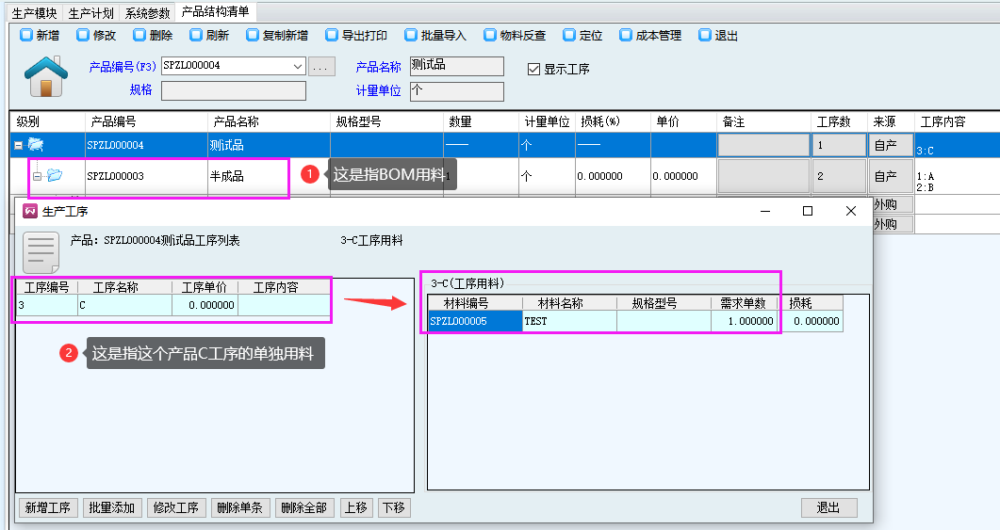 生产模块 生产计划 系统参数 产品结构清单
新增 修改 删除 刷新 复制新增 导出打印 批量导入 物料反查 定位 成本管理 退出
产品编号(F3) SPZL000004 ... 产品名称 测试品 显示工序
规格 计量单位 个
级别 产品编号 产品名称 规格型号 数量 计量单位 损耗(%) 单价 备注 工序数 来源 工序内容
SPZL000004 测试品 —— 个 —— 1 自产 3:C
SPZL000003 半成品 1 这是指BOM用料 1 个 0.000000 0.000000 2 自产 1:A
2:B
生产工序 外购
外购
产品: SPZL000004测试品工序列表 3-C工序用料
工序编号 工序名称 工序单价 工序内容
3 C 0.000000
3-C(工序用料)
材料编号 材料名称 规格型号 需求单数 损耗
SPZL000005 TEST 1.000000 0.000000
2 这是指这个产品C工序的单独用料
新增工序 批量添加 修改工序 删除单条 删除全部 上移 下移 退出